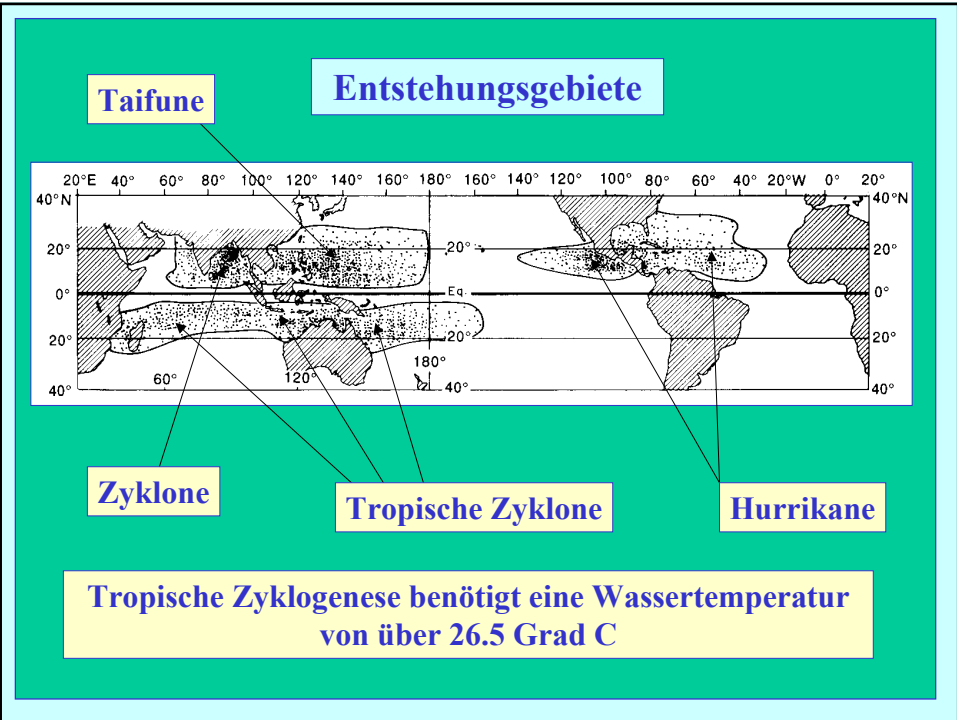 Entstehungsgebiete
Taifune
20°E 40° 60° 80° 100° 120° 140° 160° 180° 160° 140° 120° 100° 80° 60° 40° 20°W 0° 20°
40°N 40°N
20° 20° 20°
0° Eq. 0°
20° 20° 20°
180°
60° 120°
40° 40° 40°
Zyklone
Tropische Zyklone
Hurrikane
Tropische Zyklogenese benötigt eine Wassertemperatur
von über 26.5 Grad C